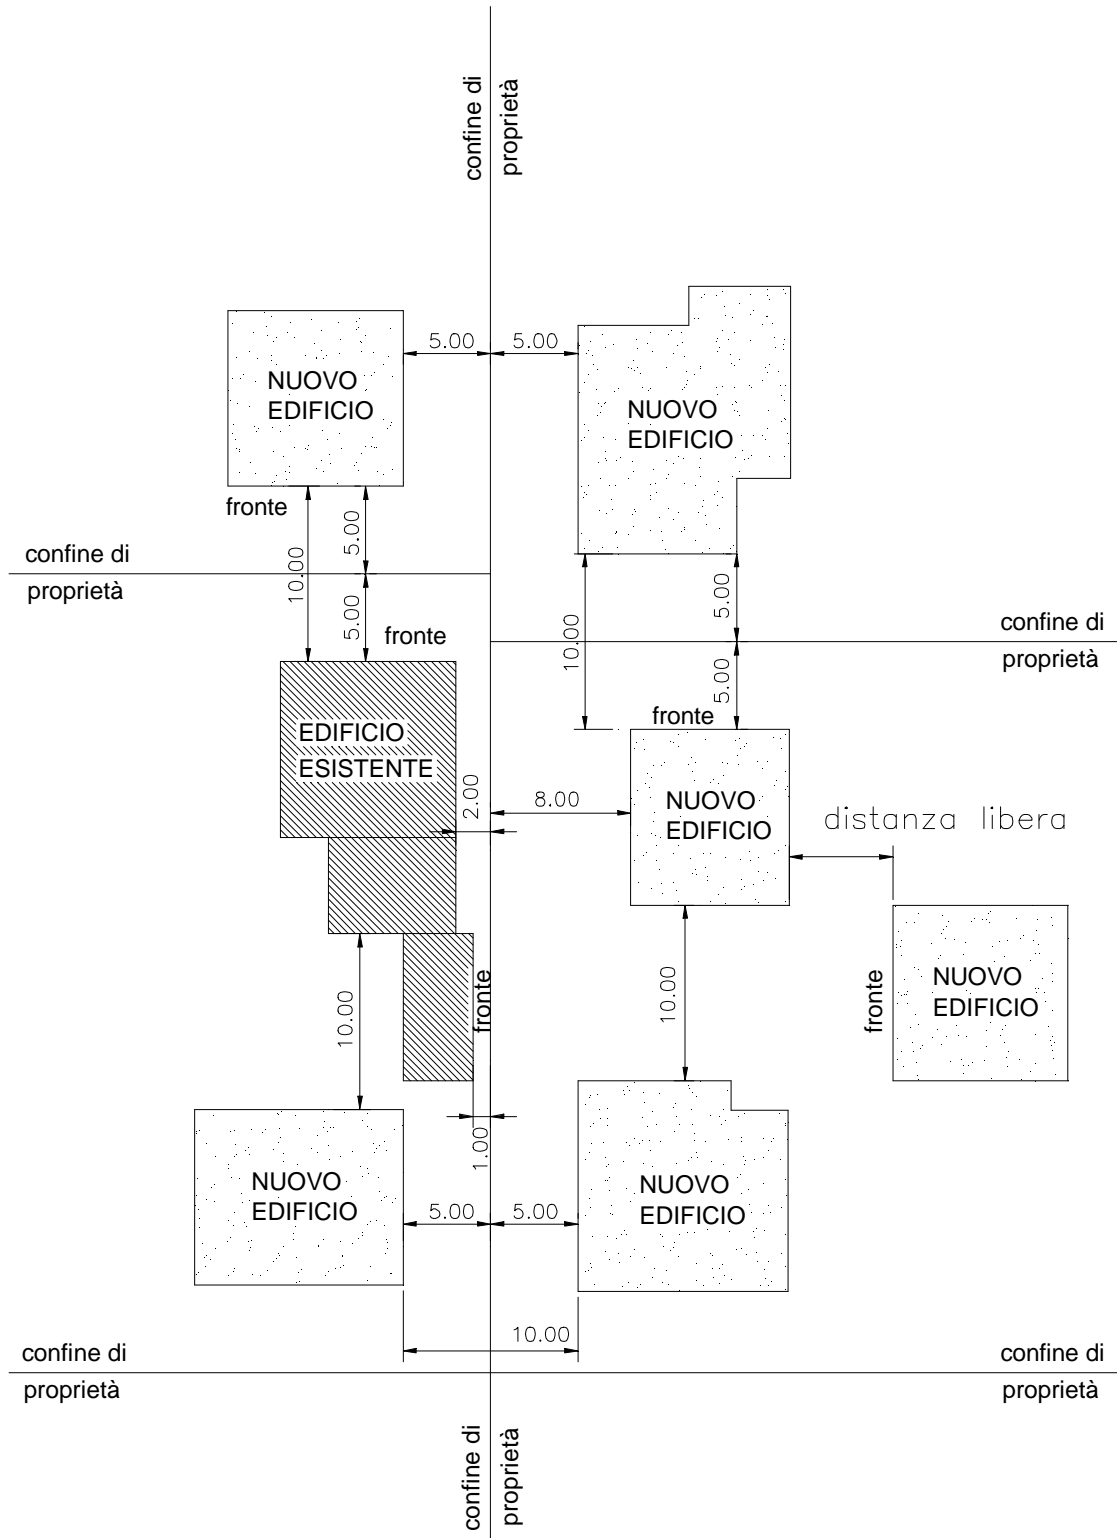 confine di
proprietà
5.00
5.00
NUOVO
EDIFICIO
NUOVO
EDIFICIO
fronte
confine di
proprietà
10.00
5.00
5.00
fronte
10.00
5.00
5.00
confine di
proprietà
fronte
EDIFICIO
ESISTENTE
2.00
8.00
NUOVO
EDIFICIO
distanza libera
10.00
fronte
10.00
fronte
NUOVO
EDIFICIO
1.00
NUOVO
EDIFICIO
5.00
5.00
NUOVO
EDIFICIO
10.00
confine di
proprietà
confine di
proprietà
confine di
proprietà